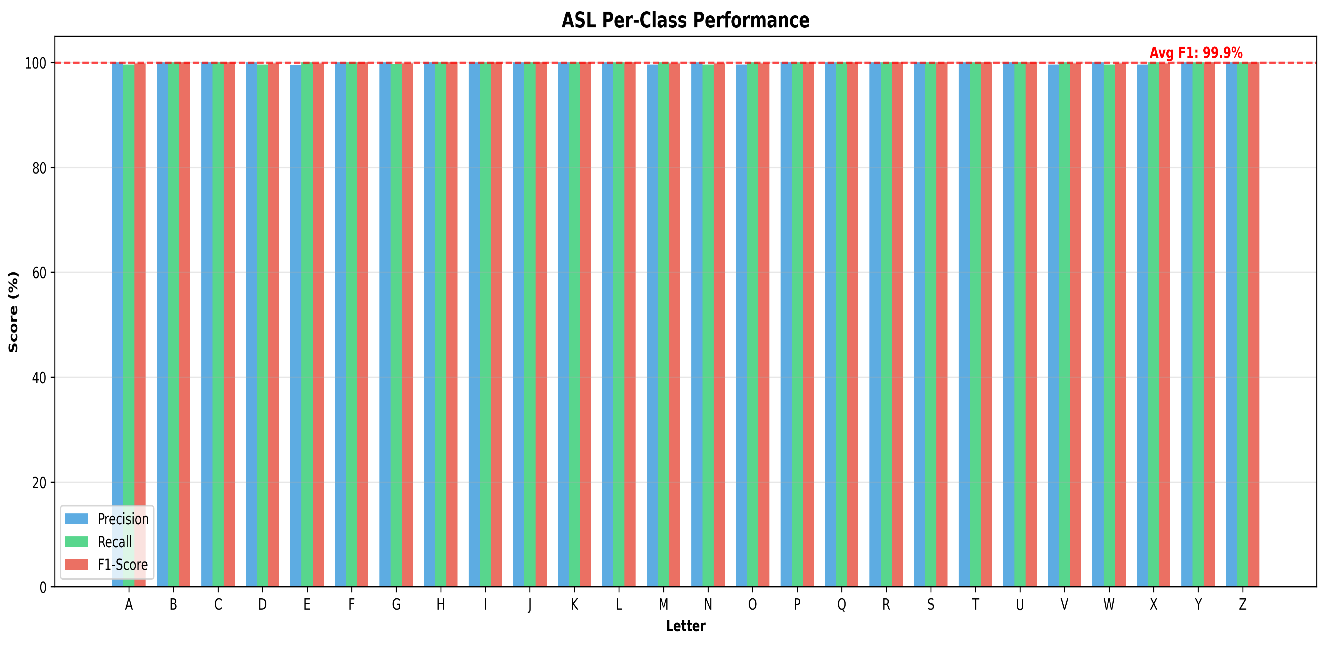 ASL Per-Class Performance
Avg F1: 99.9%
100
80
60
40
20
0
Score (%)
Precision
Recall
F1-Score
A B C D E F G H I J K L M N O P Q R S T U V W X Y Z
Letter